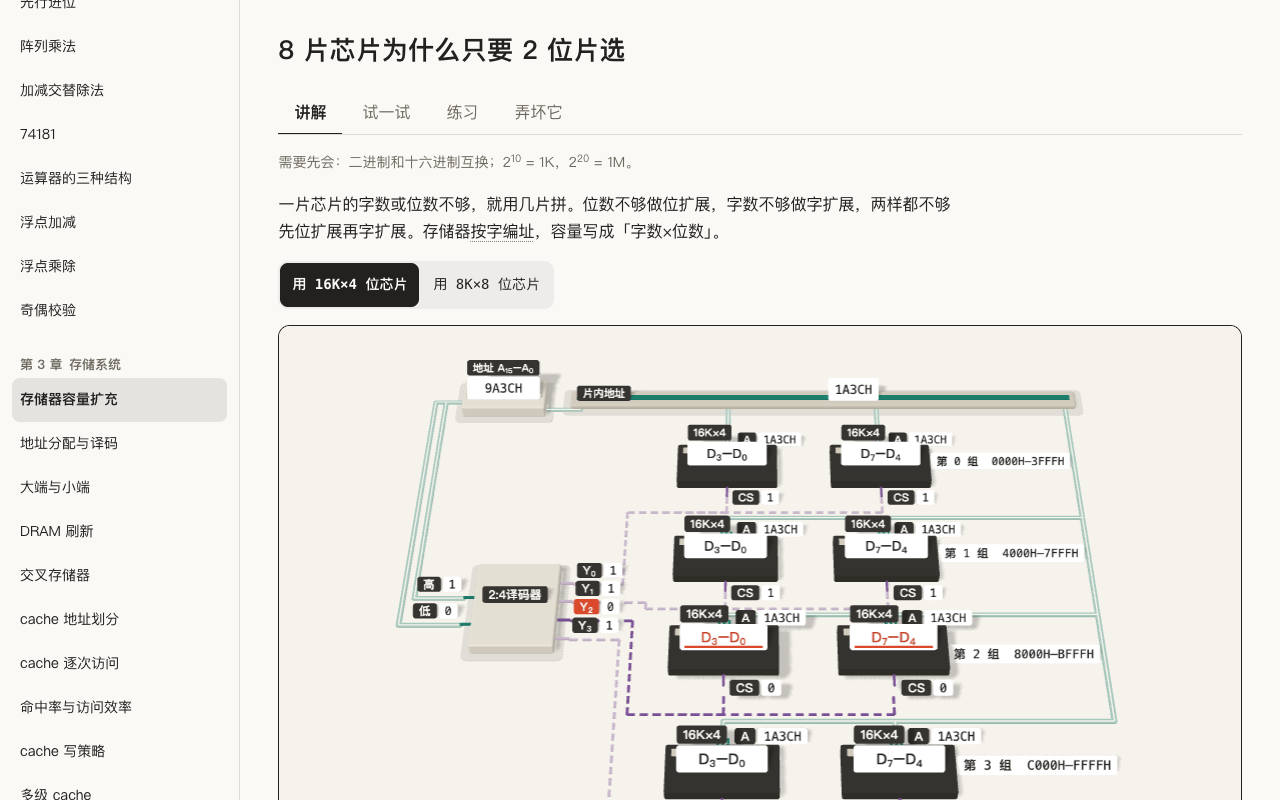 先行进位
阵列乘法
加减交替除法
74181
运算器的三种结构
浮点加减
浮点乘除
奇偶校验
第 3 章 存储系统
存储器容量扩充
地址分配与译码
大端与小端
DRAM 刷新
交叉存储器
cache 地址划分
cache 逐次访问
命中率与访问效率
cache 写策略
多级 cache
8 片芯片为什么只要 2 位片选
讲解 试一试 练习 弄坏它
需要先会：二进制和十六进制互换；2¹⁰ = 1K，2²⁰ = 1M。
一片芯片的字数或位数不够，就用几片拼。位数不够做位扩展，字数不够做字扩展，两样都不够
先位扩展再字扩展。存储器按字编址，容量写成「字数×位数」。
用 16K×4 位芯片 用 8K×8 位芯片
地址 A₁₅—A₀
9A3CH
片内地址 1A3CH
16K×4 A 1A3CH 16K×4 A 1A3CH
D₃—D₀ D₇—D₄ 第 0 组 0000H—3FFFH
CS 1 CS 1
16K×4 A 1A3CH 16K×4 A 1A3CH
D₃—D₀ D₇—D₄ 第 1 组 4000H—7FFFH
CS 1 CS 1
高 1
低 0
2:4译码器
Y₀ 1
Y₁ 1
Y₂ 0
Y₃ 1
16K×4 A 1A3CH 16K×4 A 1A3CH
D₃—D₀ D₇—D₄ 第 2 组 8000H—BFFFH
CS 0 CS 0
16K×4 A 1A3CH 16K×4 A 1A3CH
D₃—D₀ D₇—D₄ 第 3 组 C000H—FFFFH